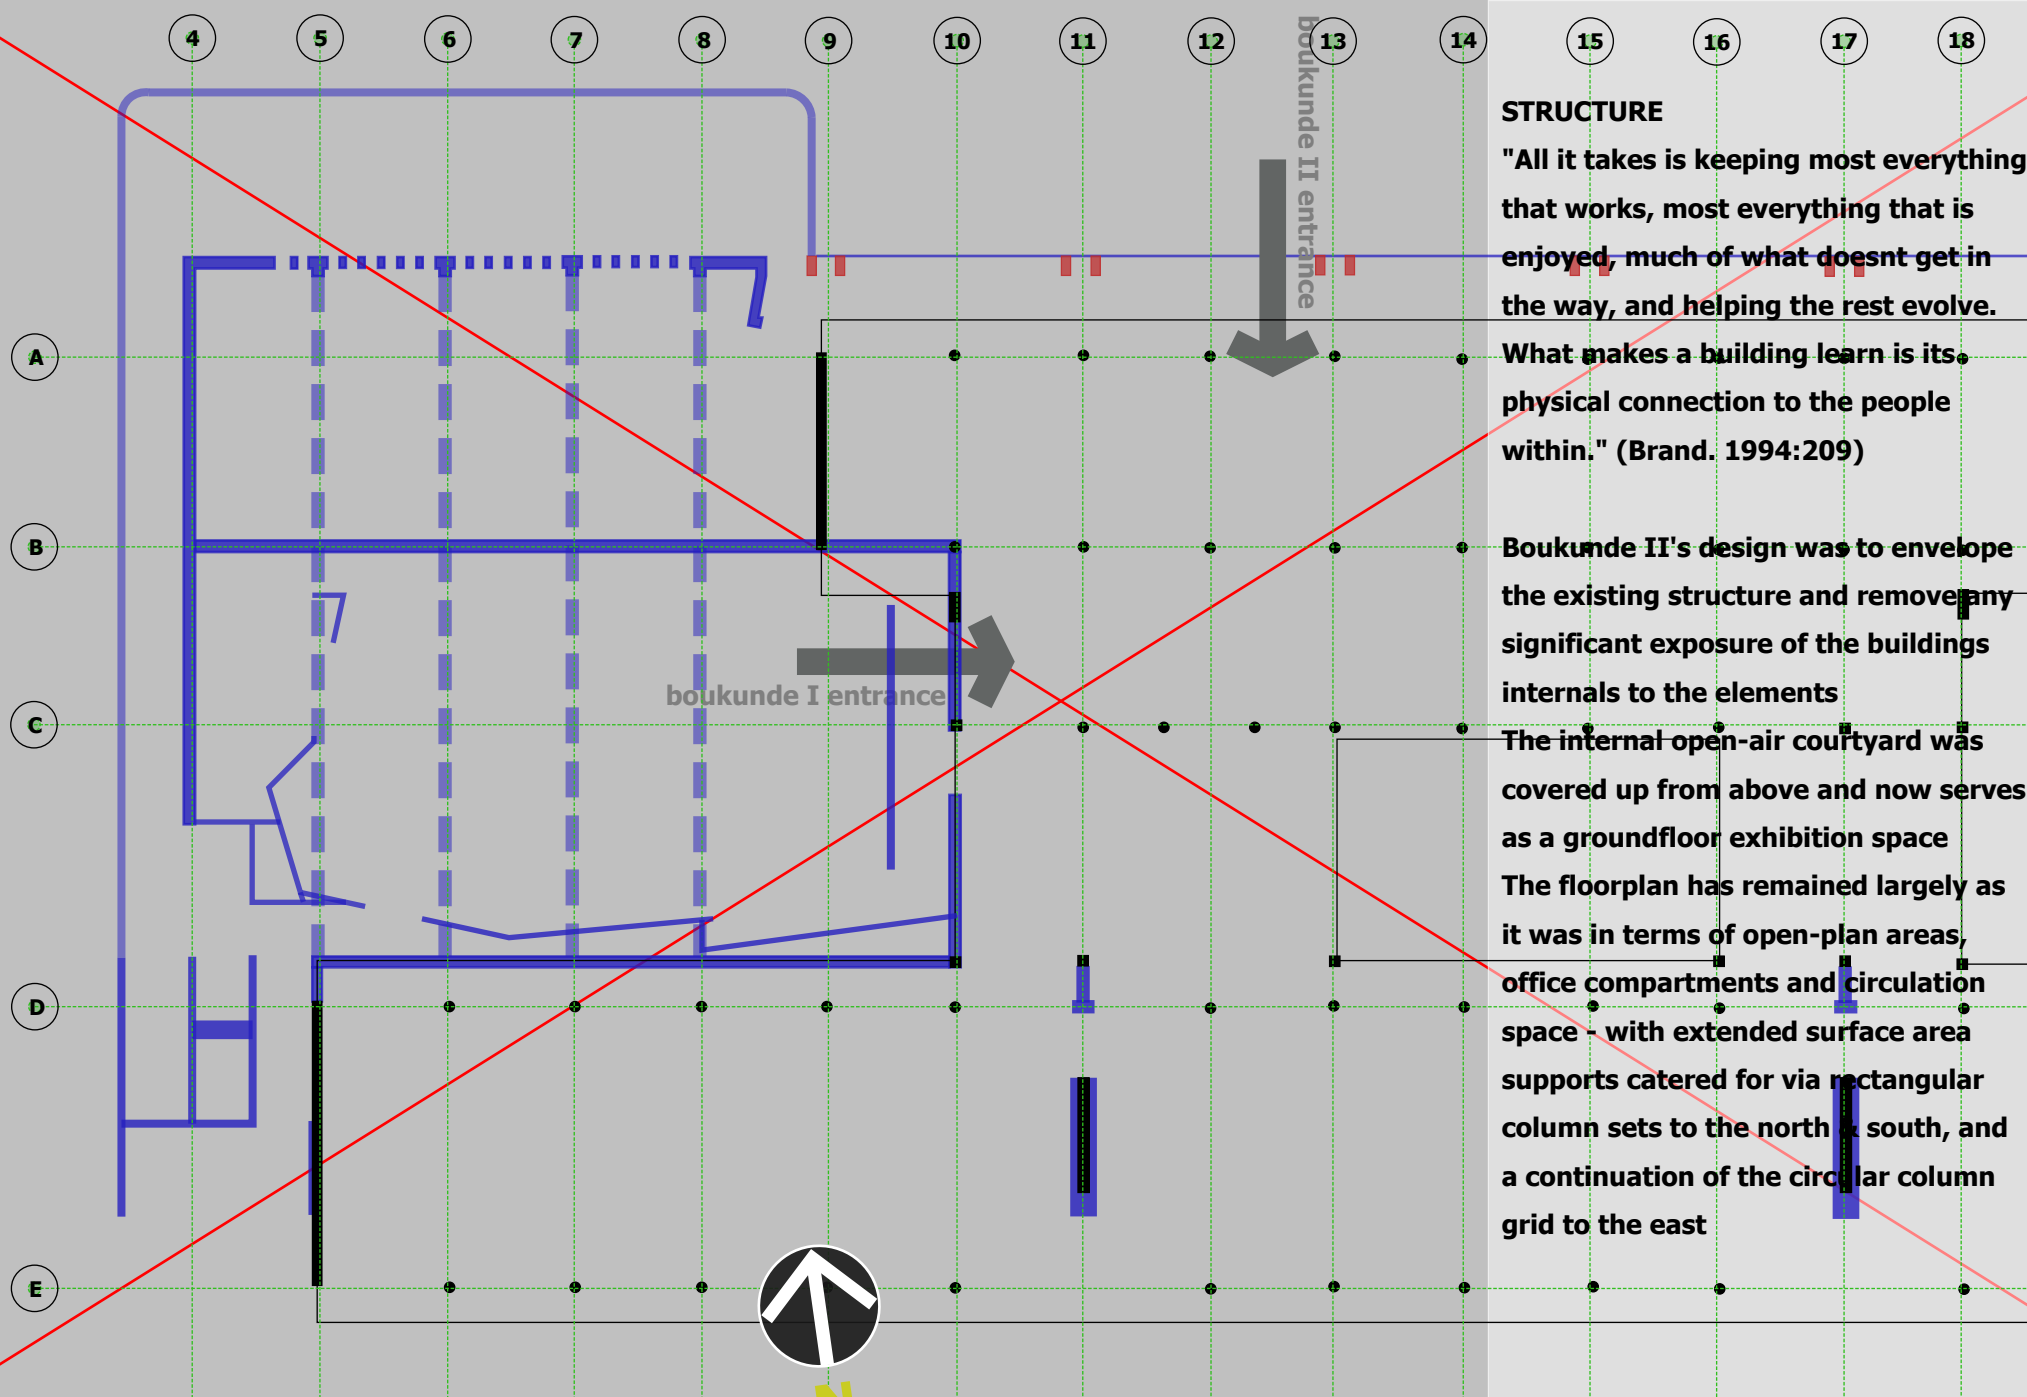 4 5 6 7 8 9 10 11 12 13 14 15 16 17 18
A
B
C
D
E
boukunde II entrance
boukunde I entrance
STRUCTURE
"All it takes is keeping most everything
that works, most everything that is
enjoyed, much of what doesnt get in
the way, and helping the rest evolve.
What makes a building learn is its
physical connection to the people
within." (Brand. 1994:209)
Boukunde II's design was to envelope
the existing structure and remove any
significant exposure of the buildings
internals to the elements
The internal open-air courtyard was
covered up from above and now serves
as a groundfloor exhibition space
The floorplan has remained largely as
it was in terms of open-plan areas,
office compartments and circulation
space - with extended surface area
supports catered for via rectangular
column sets to the north & south, and
a continuation of the circular column
grid to the east